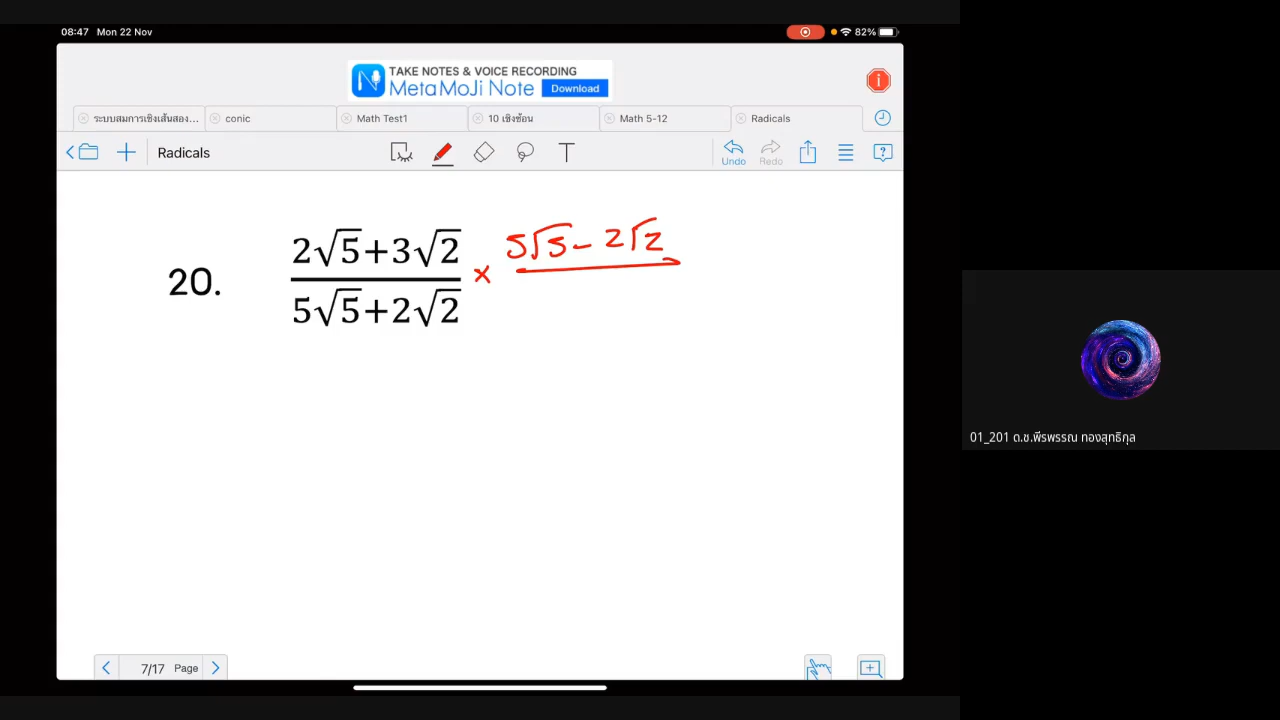 08:47 Mon 22 Nov 82%
TAKE NOTES & VOICE RECORDING
MetaMoJi Note Download
ระบบสมการเชิงเส้นสอง... conic Math Test1 10 เชิงซ้อน Math 5-12 Radicals
Radicals T Undo Redo
20. 2√5+3√2 × 5√5-2√2
5√5+2√2
01_201 ด.ช.พีรพรรณ ทองสุทธิกุล
7/17 Page